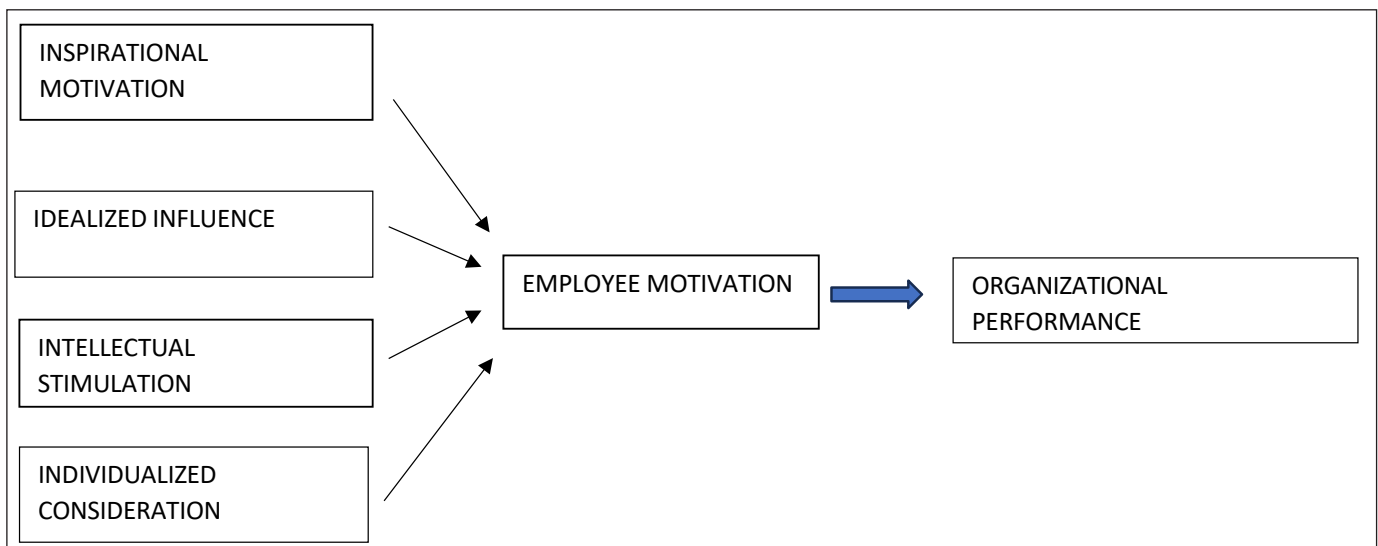 INSPIRATIONAL
MOTIVATION
IDEALIZED INFLUENCE
INTELLECTUAL
STIMULATION
INDIVIDUALIZED
CONSIDERATION
EMPLOYEE MOTIVATION
ORGANIZATIONAL
PERFORMANCE